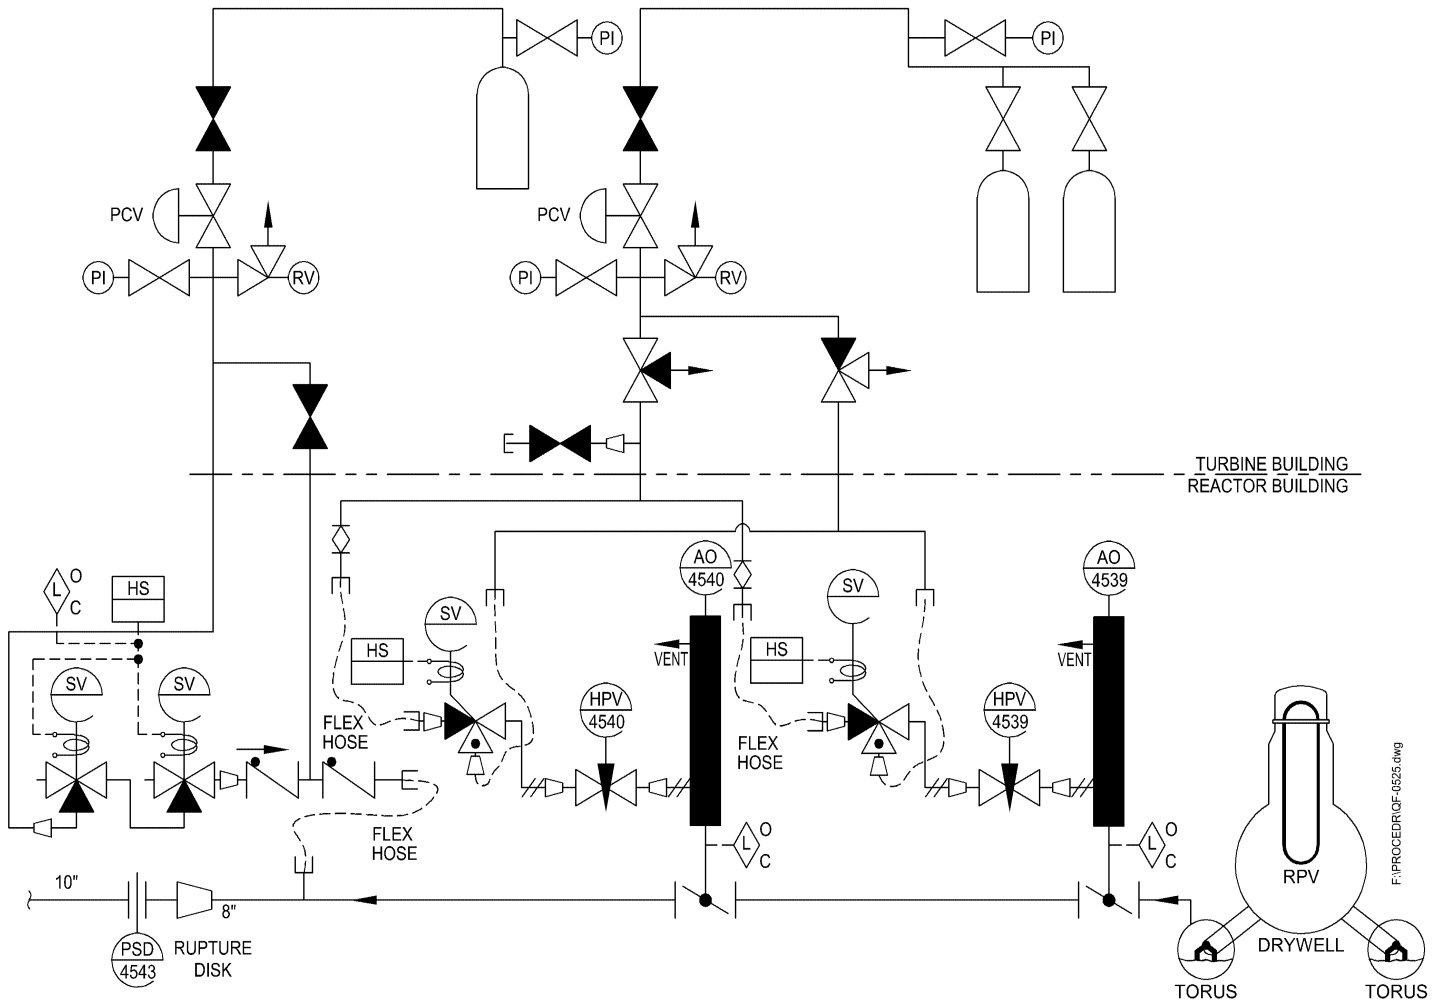 PI
PI
PCV
PCV
PI
RV
PI
RV
TURBINE BUILDING
REACTOR BUILDING
AO
4540
AO
4539
L
O
C
HS
SV
SV
HS
HS
VENT
VENT
SV
SV
HPV
4540
HPV
4539
FLEX
HOSE
FLEX
HOSE
FLEX
HOSE
L
O
C
L
O
C
10"
8"
PSD
4543
RUPTURE
DISK
RPV
DRYWELL
TORUS
TORUS
F:\PROCEDR\QF-0525.dwg